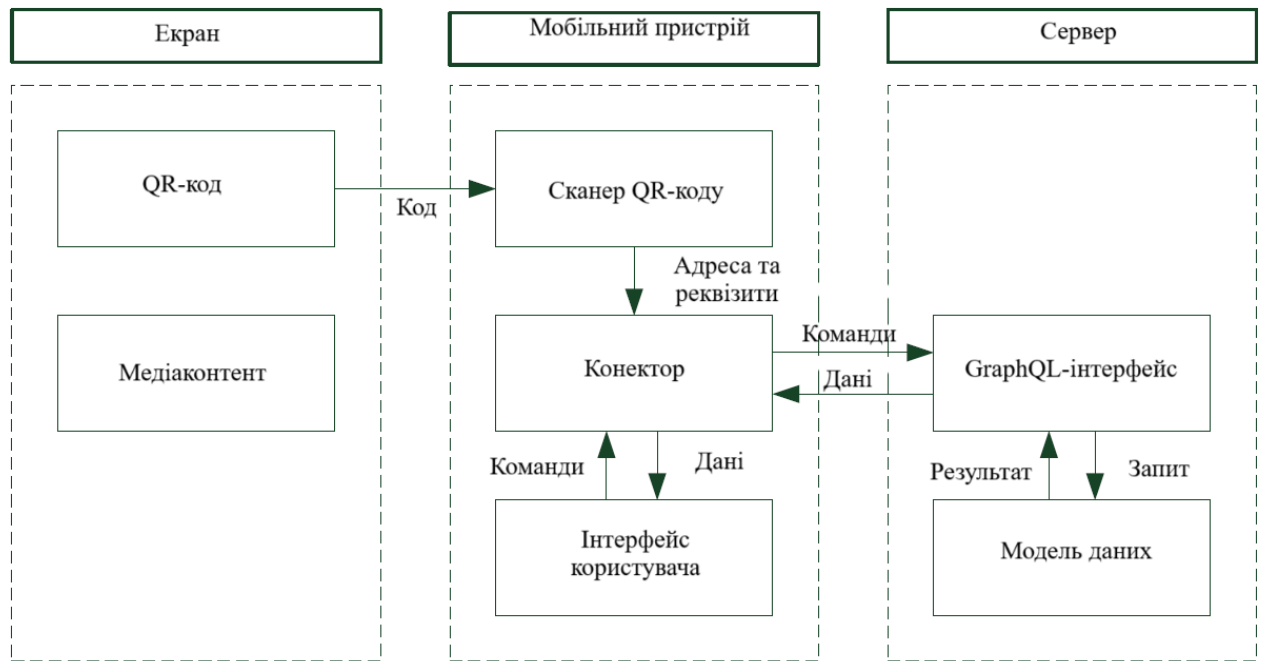 Екран
Мобільний пристрій
Сервер
QR-код
Код
Сканер QR-коду
Адреса та
реквізити
Медіаконтент
Конектор
Команди
Дані
GraphQL-інтерфейс
Команди
Дані
Результат
Запит
Інтерфейс
користувача
Модель даних